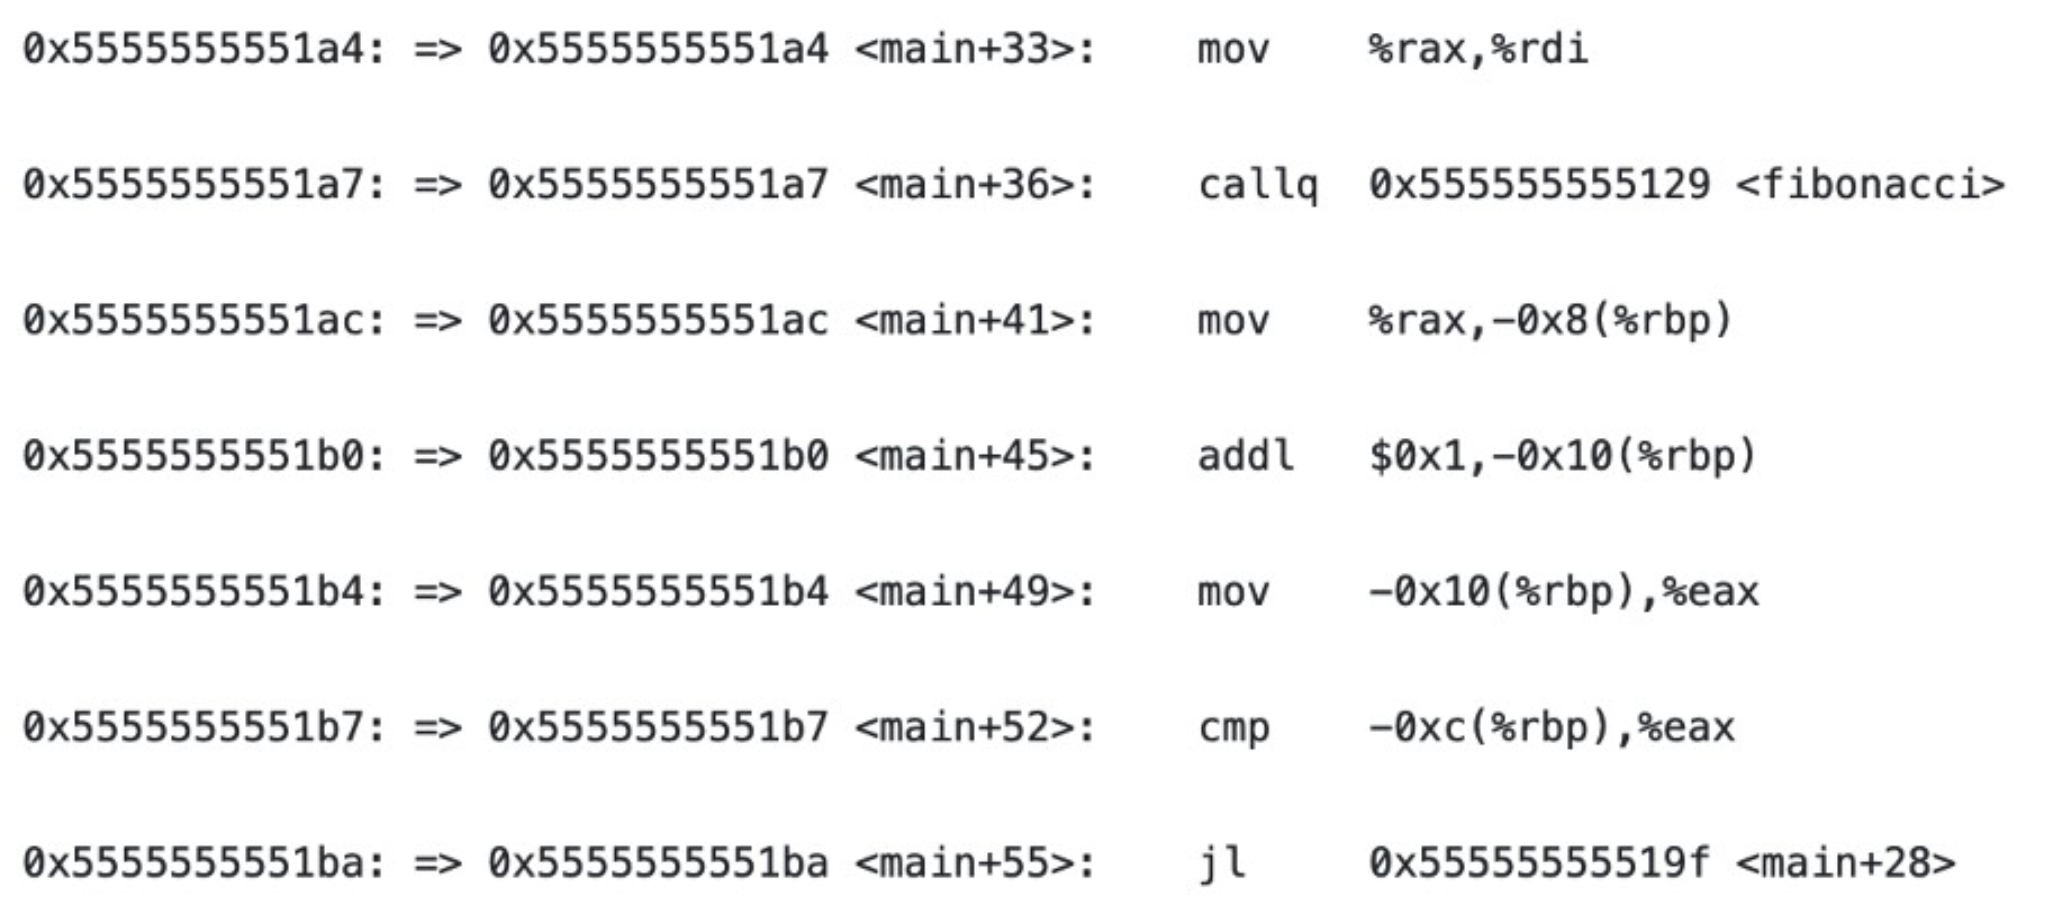 0x5555555551a4: => 0x5555555551a4 <main+33>: mov %rax,%rdi
0x5555555551a7: => 0x5555555551a7 <main+36>: callq 0x555555555129 <fibonacci>
0x5555555551ac: => 0x5555555551ac <main+41>: mov %rax,-0x8(%rbp)
0x5555555551b0: => 0x5555555551b0 <main+45>: addl $0x1,-0x10(%rbp)
0x5555555551b4: => 0x5555555551b4 <main+49>: mov -0x10(%rbp),%eax
0x5555555551b7: => 0x5555555551b7 <main+52>: cmp -0xc(%rbp),%eax
0x5555555551ba: => 0x5555555551ba <main+55>: jl 0x55555555519f <main+28>